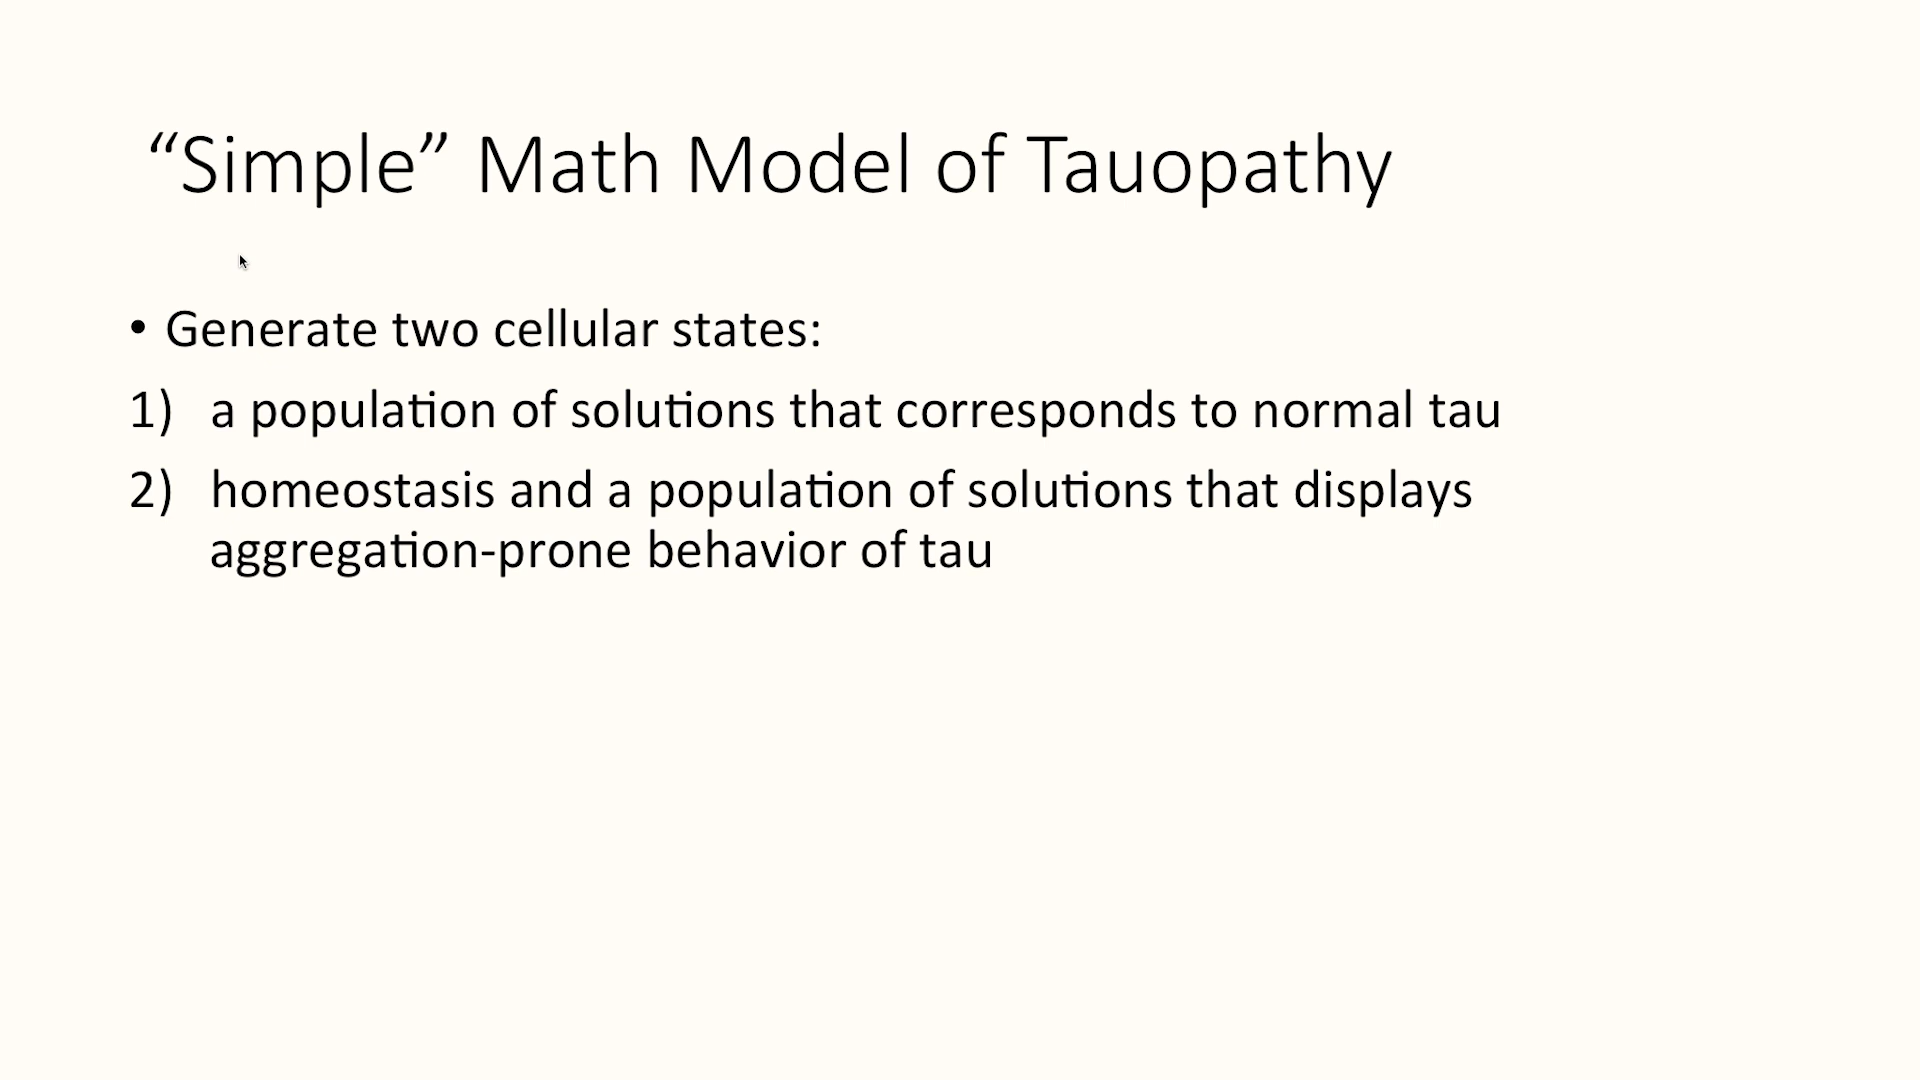 “Simple” Math Model of Tauopathy
• Generate two cellular states:
1) a population of solutions that corresponds to normal tau
2) homeostasis and a population of solutions that displays
aggregation-prone behavior of tau